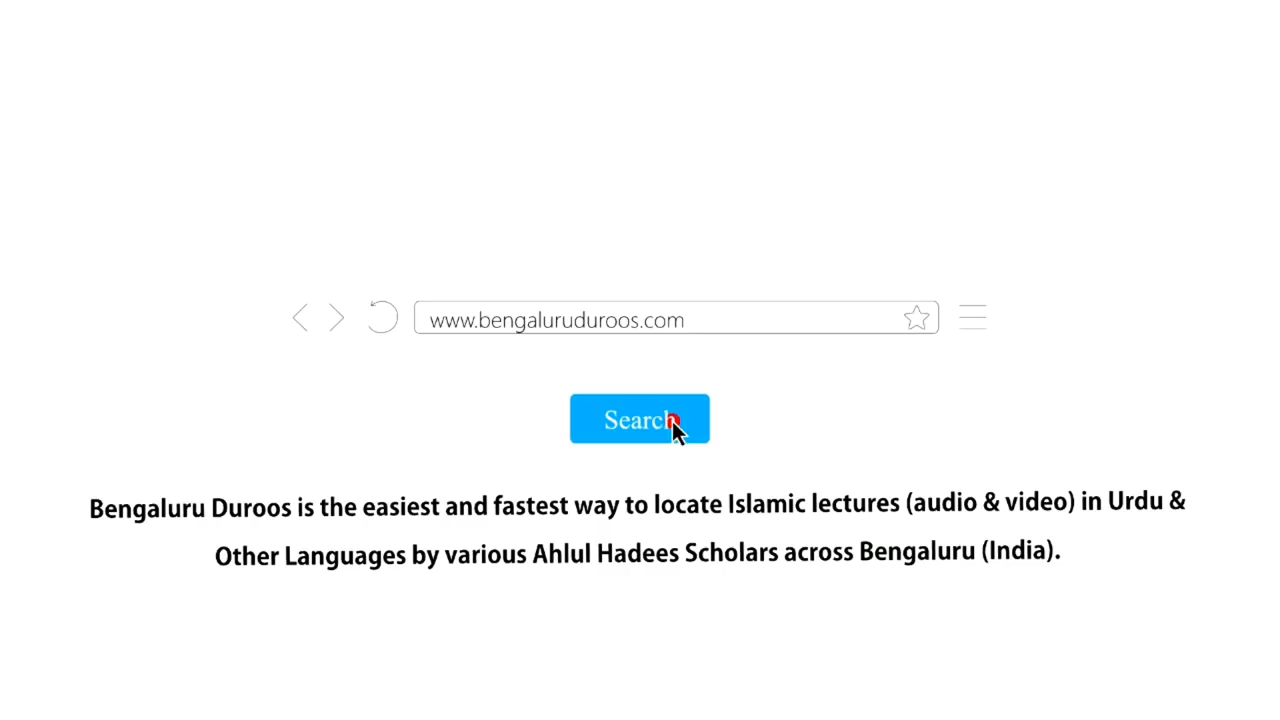 www.bengaluruduroos.com
Search
Bengaluru Duroos is the easiest and fastest way to locate Islamic lectures (audio & video) in Urdu &
Other Languages by various Ahlul Hadees Scholars across Bengaluru (India).